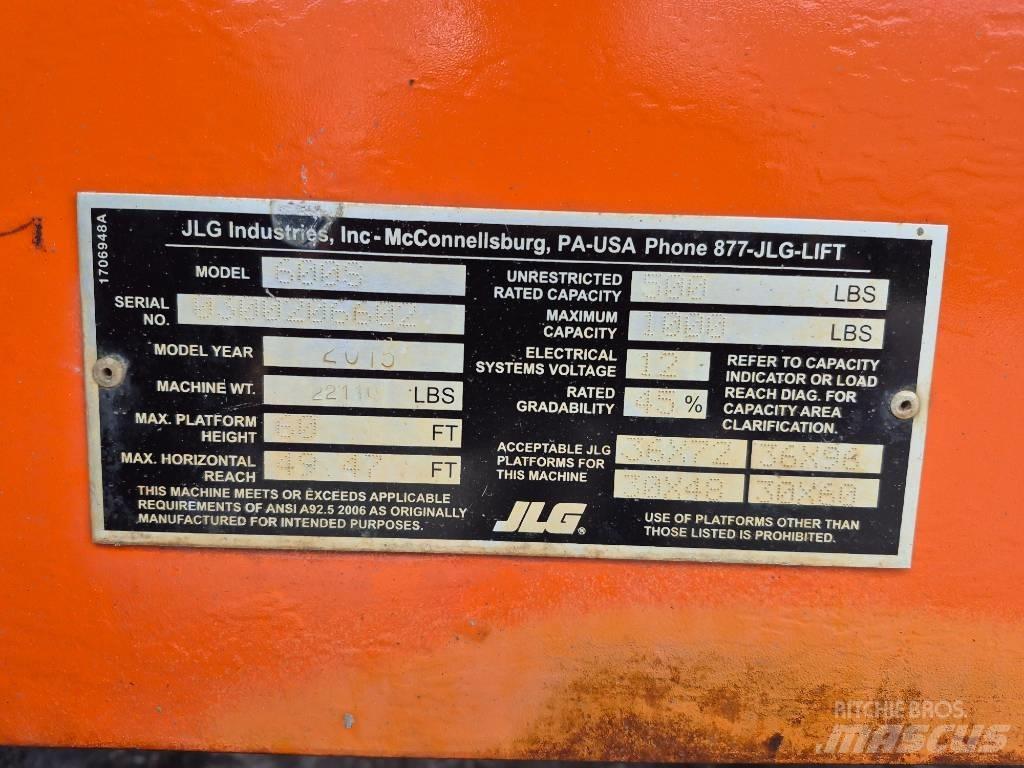 1706948A
JLG Industries, Inc - McConnellsburg, PA-USA Phone 877-JLG-LIFT
MODEL 600S
SERIAL NO. 0300206602
MODEL YEAR 2015
MACHINE WT. LBS
MAX. PLATFORM HEIGHT 60 FT
MAX. HORIZONTAL REACH 49.47 FT
THIS MACHINE MEETS OR EXCEEDS APPLICABLE
REQUIREMENTS OF ANSI A92.5 2006 AS ORIGINALLY
MANUFACTURED FOR INTENDED PURPOSES.
UNRESTRICTED
RATED CAPACITY 500 LBS
MAXIMUM
CAPACITY 1000 LBS
ELECTRICAL
SYSTEMS VOLTAGE 12
RATED
GRADABILITY 45 %
REFER TO CAPACITY
INDICATOR OR LOAD
REACH DIAG. FOR
CAPACITY AREA
CLARIFICATION.
ACCEPTABLE JLG
PLATFORMS FOR
THIS MACHINE
36X72 36X96
30X48 30X60
JLG®
USE OF PLATFORMS OTHER THAN
THOSE LISTED IS PROHIBITED.
RITCHIE BROS.
mascus